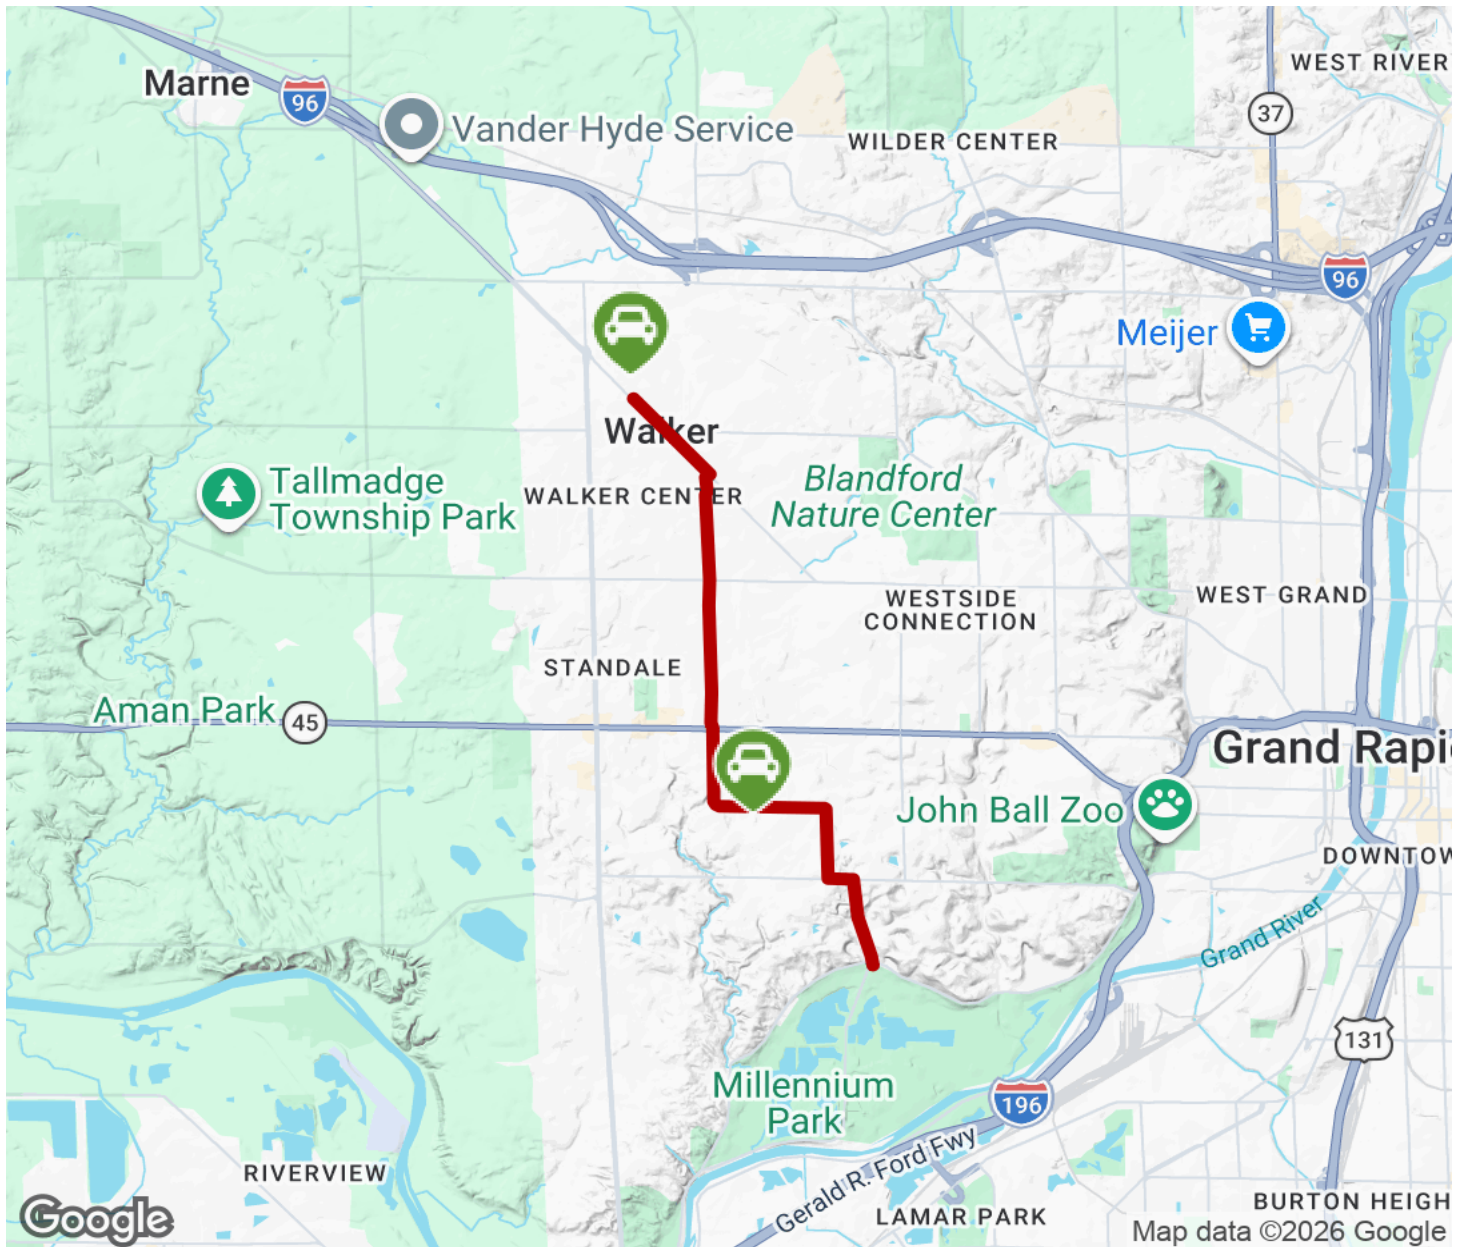 WEST RIVER
Marne
96
37
Vander Hyde Service
WILDER CENTER
96
Meijer
Walker
Tallmadge
Township Park
WALKER CENTER
Blandford
Nature Center
WESTSIDE
CONNECTION
WEST GRAND
STANDALE
Aman Park
45
Grand Rapi
John Ball Zoo
DOWNTOW
Grand River
131
Millennium
Park
196
Gerald R. Ford Fwy
RIVERVIEW
BURTON HEIGH
LAMAR PARK
Google
Map data ©2026 Google